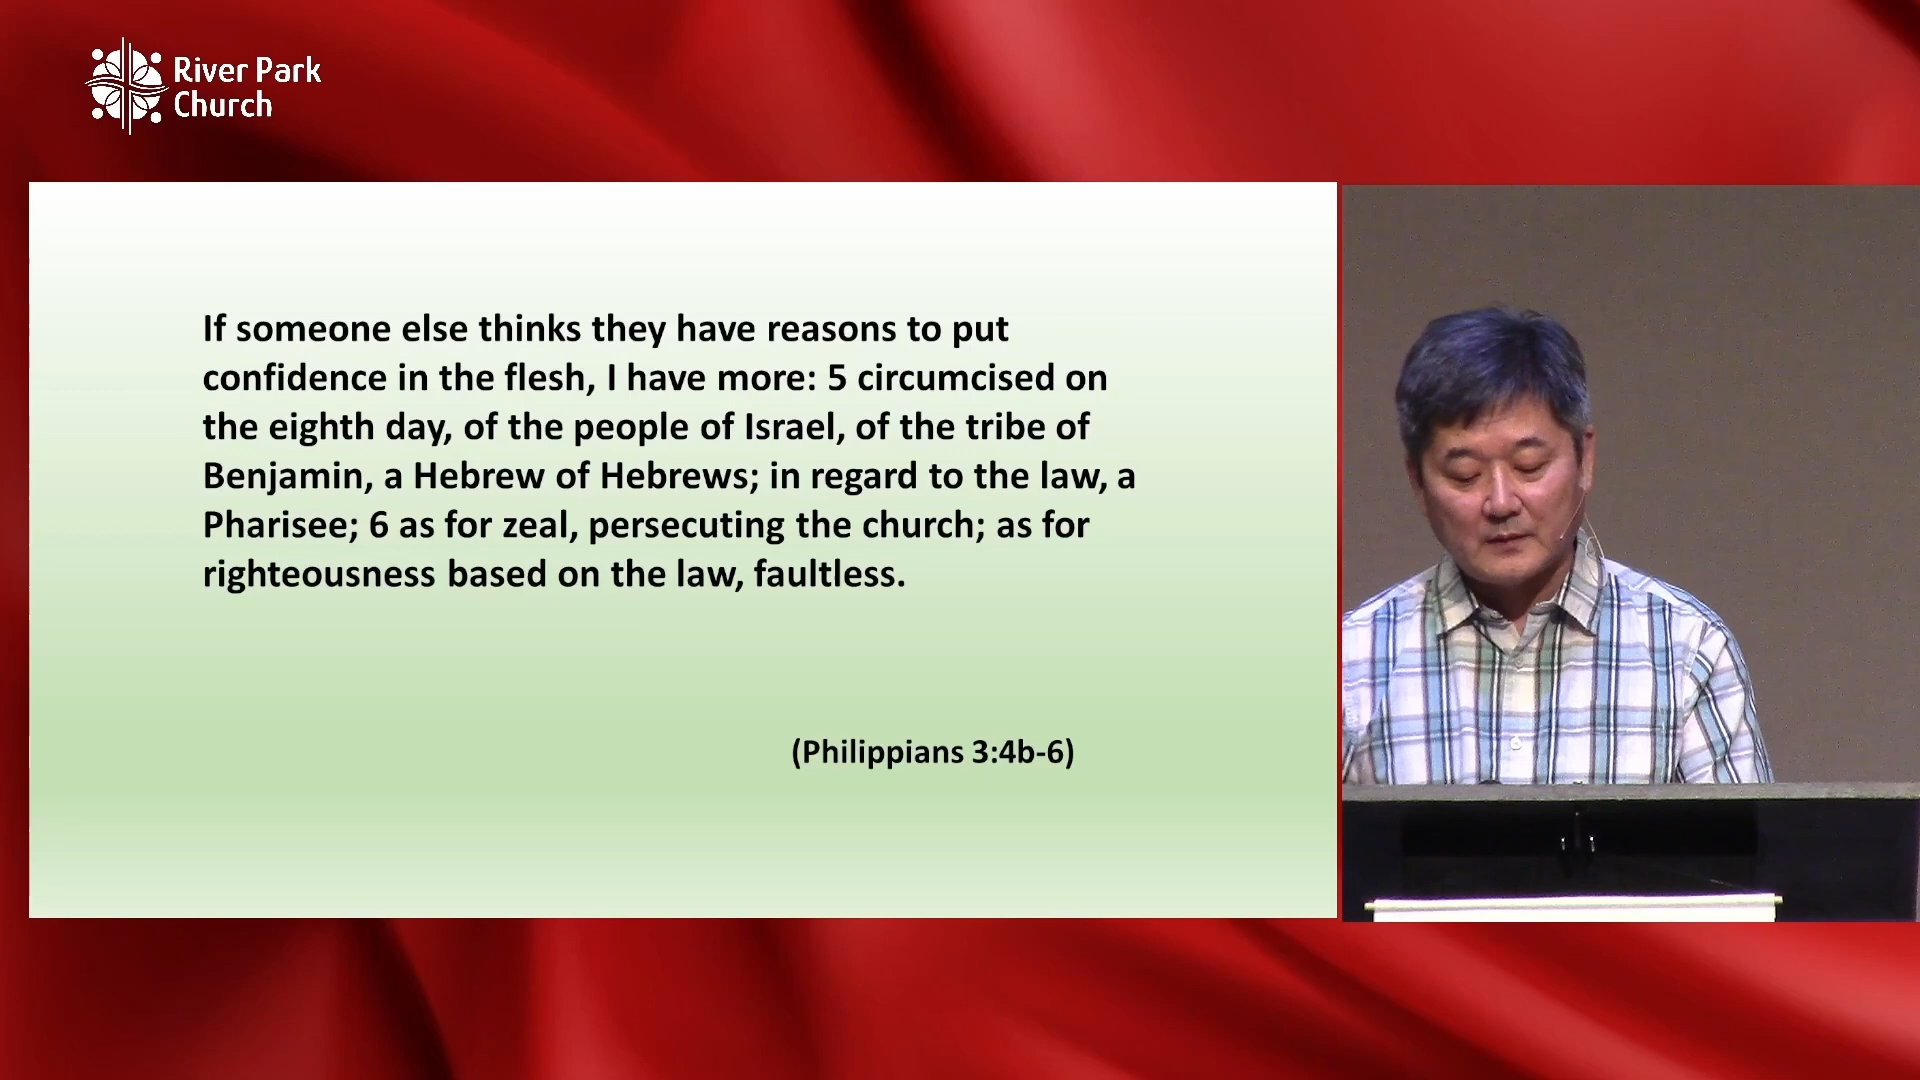 River Park
Church
If someone else thinks they have reasons to put
confidence in the flesh, I have more: 5 circumcised on
the eighth day, of the people of Israel, of the tribe of
Benjamin, a Hebrew of Hebrews; in regard to the law, a
Pharisee; 6 as for zeal, persecuting the church; as for
righteousness based on the law, faultless.
(Philippians 3:4b-6)